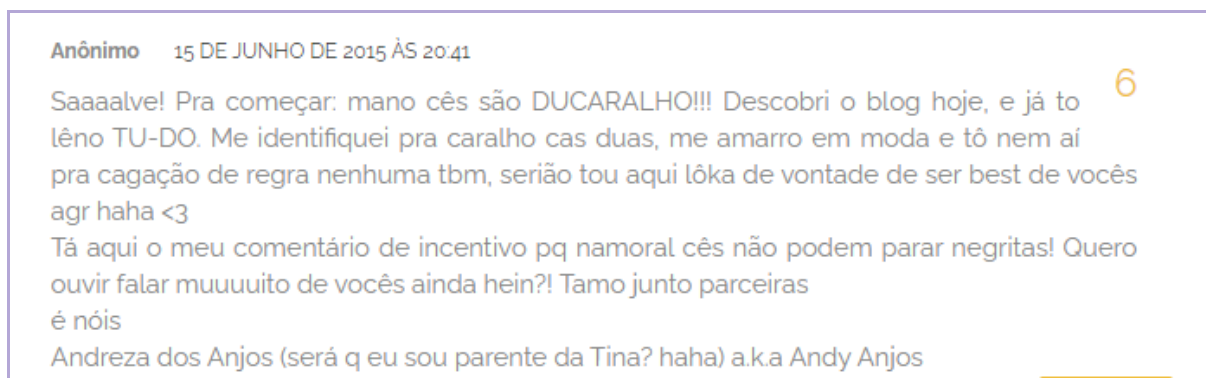 Anônimo 15 DE JUNHO DE 2015 ÀS 20:41
6
Saaaalve! Pra começar: mano cês são DUCARALHO!!! Descobri o blog hoje, e já to
lêno TU-DO. Me identifiquei pra caralho cas duas, me amarro em moda e tô nem aí
pra cagação de regra nenhuma tbm, serião tou aqui lôka de vontade de ser best de vocês
agr haha <3
Tá aqui o meu comentário de incentivo pq namoral cês não podem parar negritas! Quero
ouvir falar muuuuito de vocês ainda hein?! Tamo junto parceiras
é nóis
Andreza dos Anjos (será q eu sou parente da Tina? haha) a.k.a Andy Anjos